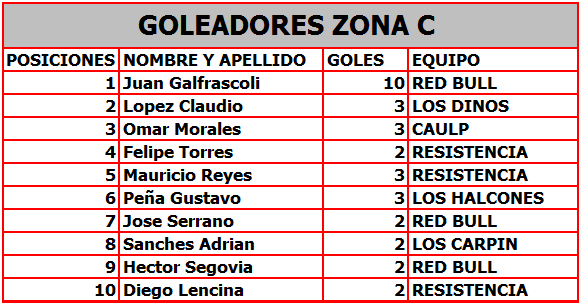 GOLEADORES ZONA C
POSICIONES NOMBRE Y APELLIDO GOLES EQUIPO
1 Juan Galfrascoli 10 RED BULL
2 Lopez Claudio 3 LOS DINOS
3 Omar Morales 3 CAULP
4 Felipe Torres 2 RESISTENCIA
5 Mauricio Reyes 3 RESISTENCIA
6 Peña Gustavo 3 LOS HALCONES
7 Jose Serrano 2 RED BULL
8 Sanches Adrian 2 LOS CARPIN
9 Hector Segovia 2 RED BULL
10 Diego Lencina 2 RESISTENCIA